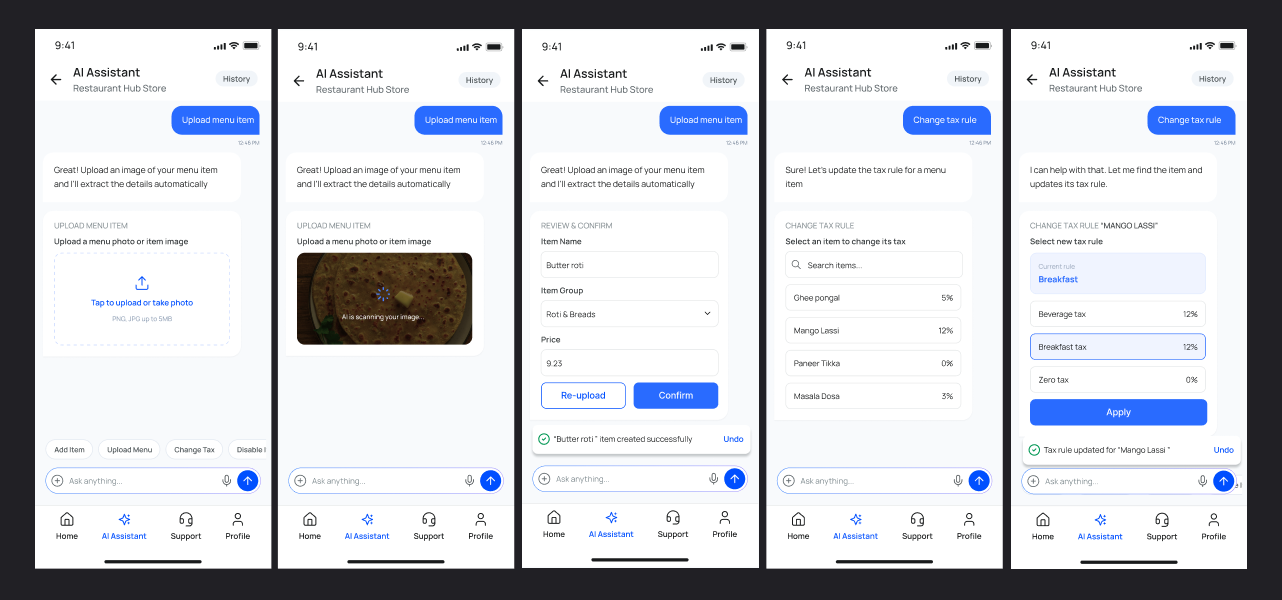 9:41
AI Assistant
Restaurant Hub Store
History
Upload menu item
12:46 PM
Great! Upload an image of your menu item
and I'll extract the details automatically
UPLOAD MENU ITEM
Upload a menu photo or item image
Tap to upload or take photo
PNG, JPG up to 5MB
Add Item
Upload Menu
Change Tax
Disable I
Ask anything...
Home
AI Assistant
Support
Profile
9:41
AI Assistant
Restaurant Hub Store
History
Upload menu item
12:46 PM
Great! Upload an image of your menu item
and I'll extract the details automatically
UPLOAD MENU ITEM
Upload a menu photo or item image
AI is scanning your image...
Ask anything...
Home
AI Assistant
Support
Profile
9:41
AI Assistant
Restaurant Hub Store
History
Upload menu item
12:46 PM
Great! Upload an image of your menu item
and I'll extract the details automatically
REVIEW & CONFIRM
Item Name
Butter roti
Item Group
Roti & Breads
Price
9.23
Re-upload
Confirm
"Butter roti " item created successfully
Undo
Ask anything...
Home
AI Assistant
Support
Profile
9:41
AI Assistant
Restaurant Hub Store
History
Change tax rule
12:46 PM
Sure! Let's update the tax rule for a menu
item
CHANGE TAX RULE
Select an item to change its tax
Search items...
Ghee pongal 5%
Mango Lassi 12%
Paneer Tikka 0%
Masala Dosa 3%
Ask anything...
Home
AI Assistant
Support
Profile
9:41
AI Assistant
Restaurant Hub Store
History
Change tax rule
12:46 PM
I can help with that. Let me find the item and
updates its tax rule.
CHANGE TAX RULE "MANGO LASSI"
Select new tax rule
Current rule
Breakfast
Beverage tax 12%
Breakfast tax 12%
Zero tax 0%
Apply
Tax rule updated for "Mango Lassi "
Undo
Ask anything...
Home
AI Assistant
Support
Profile